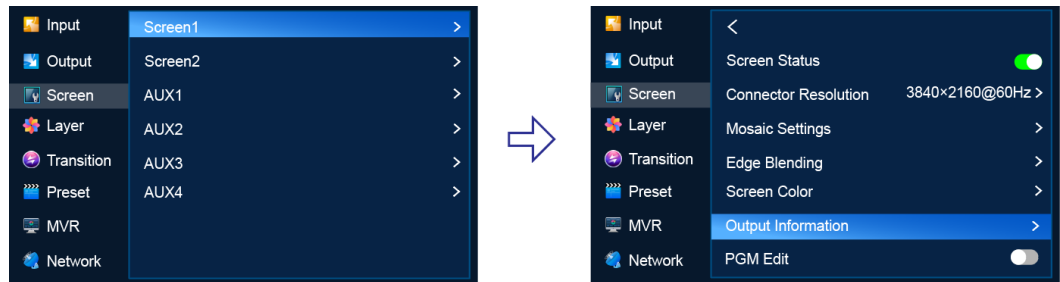 Input
Output
Screen
Layer
Transition
Preset
MVR
Network
Screen1 >
Screen2 >
AUX1 >
AUX2 >
AUX3 >
AUX4 >
Input
Output
Screen
Layer
Transition
Preset
MVR
Network
<
Screen Status
Connector Resolution 3840×2160@60Hz >
Mosaic Settings >
Edge Blending >
Screen Color >
Output Information >
PGM Edit